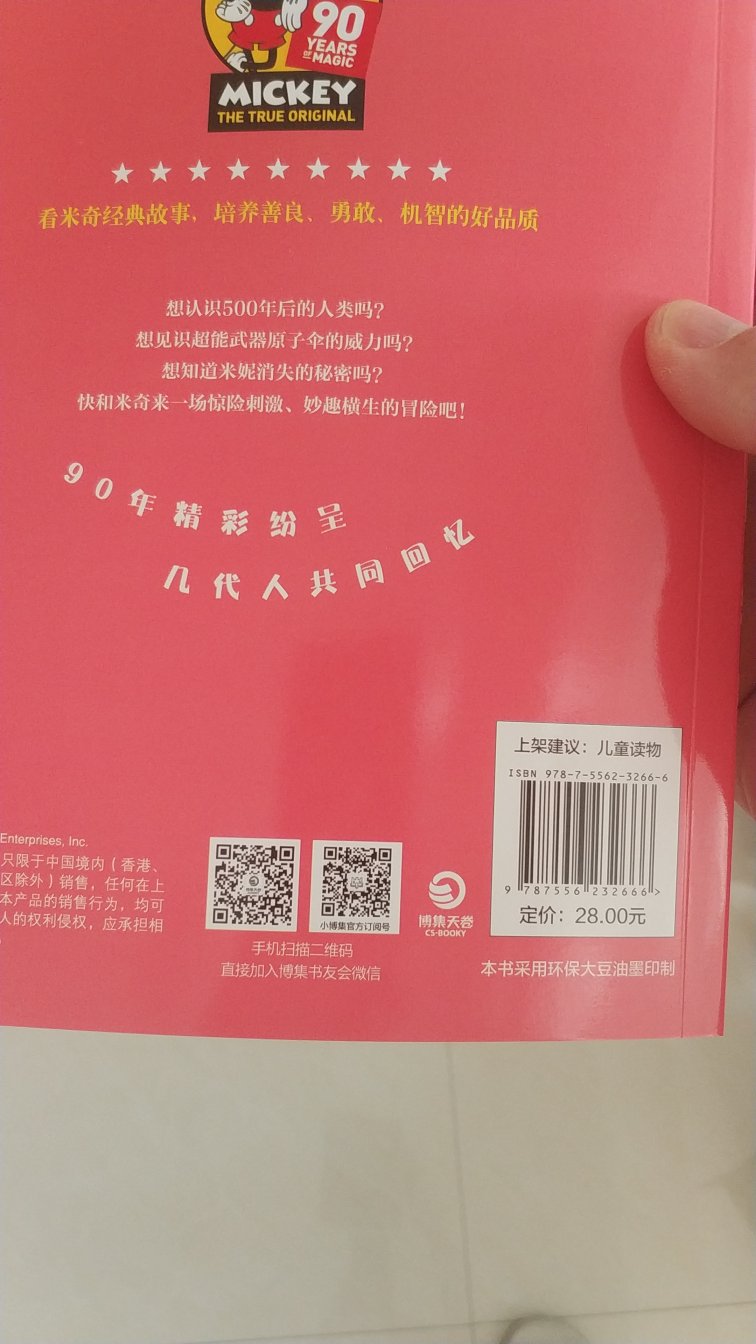 90
YEARS
OF MAGIC
MICKEY
THE TRUE ORIGINAL
看米奇经典故事，培养善良、勇敢、机智的好品质
想认识500年后的人类吗？
想见识超能武器原子伞的威力吗？
想知道米妮消失的秘密吗？
快和米奇来一场惊险刺激、妙趣横生的冒险吧！
90年精彩纷呈
几代人共同回忆
Enterprises, Inc.
只限于中国境内（香港、
区除外）销售，任何在上
本产品的销售行为，均可
人的权利侵权，应承担相
小博集官方订阅号
手机扫描二维码
直接加入博集书友会微信
博集天卷
CS-BOOKY
上架建议：儿童读物
ISBN 978-7-5562-3266-6
9 787556 232666>
定价：28.00元
本书采用环保大豆油墨印制